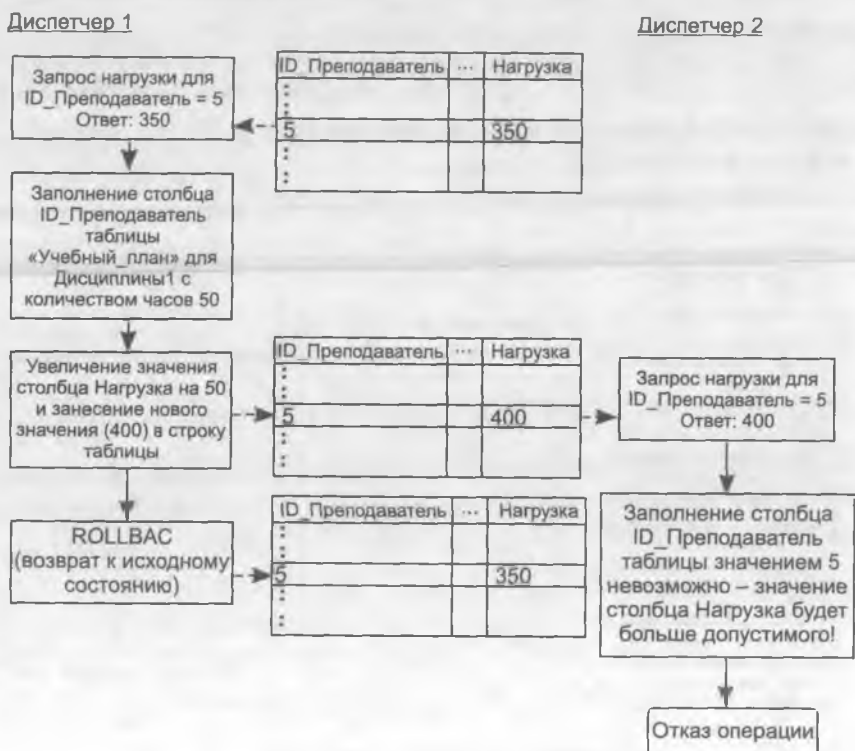 Диспетчер 1
Диспетчер 2
Запрос нагрузки для
ID_Преподаватель = 5
Ответ: 350
ID_Преподаватель ... Нагрузка
5 350
Заполнение столбца
ID_Преподаватель
таблицы
«Учебный_план» для
Дисциплины1 с
количеством часов 50
Увеличение значения
столбца Нагрузка на 50
и занесение нового
значения (400) в строку
таблицы
ID_Преподаватель ... Нагрузка
5 400
Запрос нагрузки для
ID_Преподаватель = 5
Ответ: 400
ROLLBAC
(возврат к исходному
состоянию)
ID_Преподаватель ... Нагрузка
5 350
Заполнение столбца
ID_Преподаватель
таблицы значением 5
невозможно – значение
столбца Нагрузка будет
больше допустимого!
Отказ операции